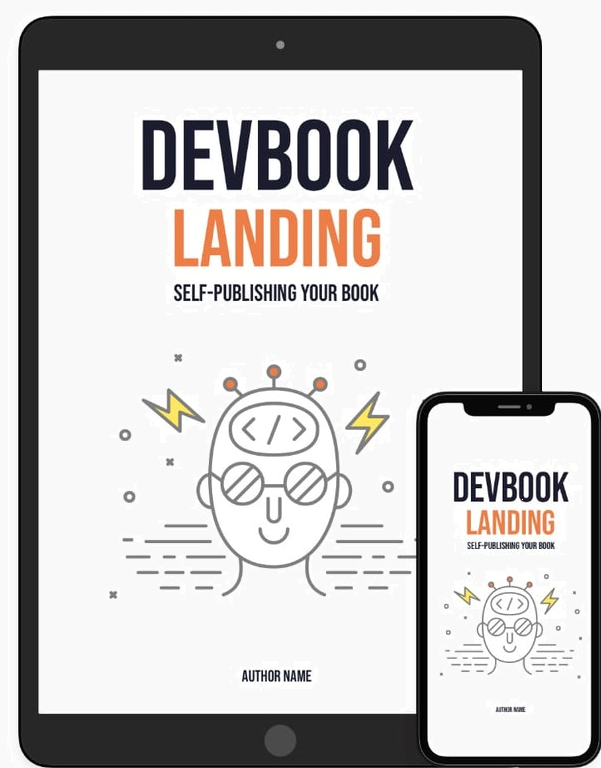 DEVBOOK
LANDING
SELF-PUBLISHING YOUR BOOK
</>
AUTHOR NAME
DEVBOOK
LANDING
SELF-PUBLISHING YOUR BOOK
</>
AUTHOR NAME